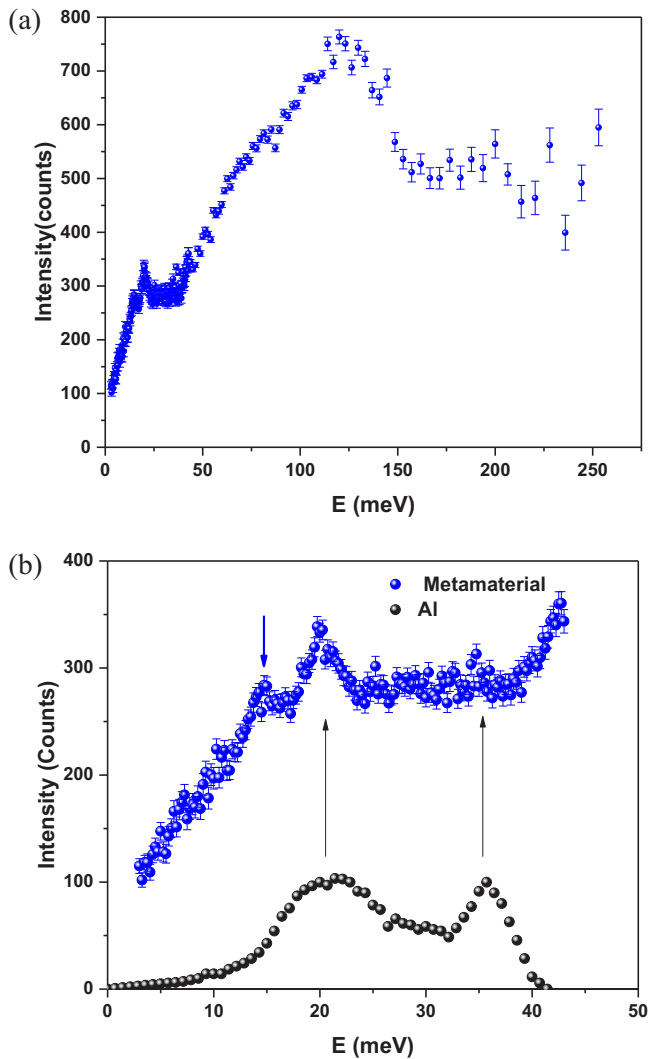 (a)
800
700
600
500
400
300
200
100
0
Intensity(counts)
0 50 100 150 200 250
E (meV)
(b)
400
300
200
100
0
Intensity (Counts)
Metamaterial
Al
0 10 20 30 40 50
E (meV)